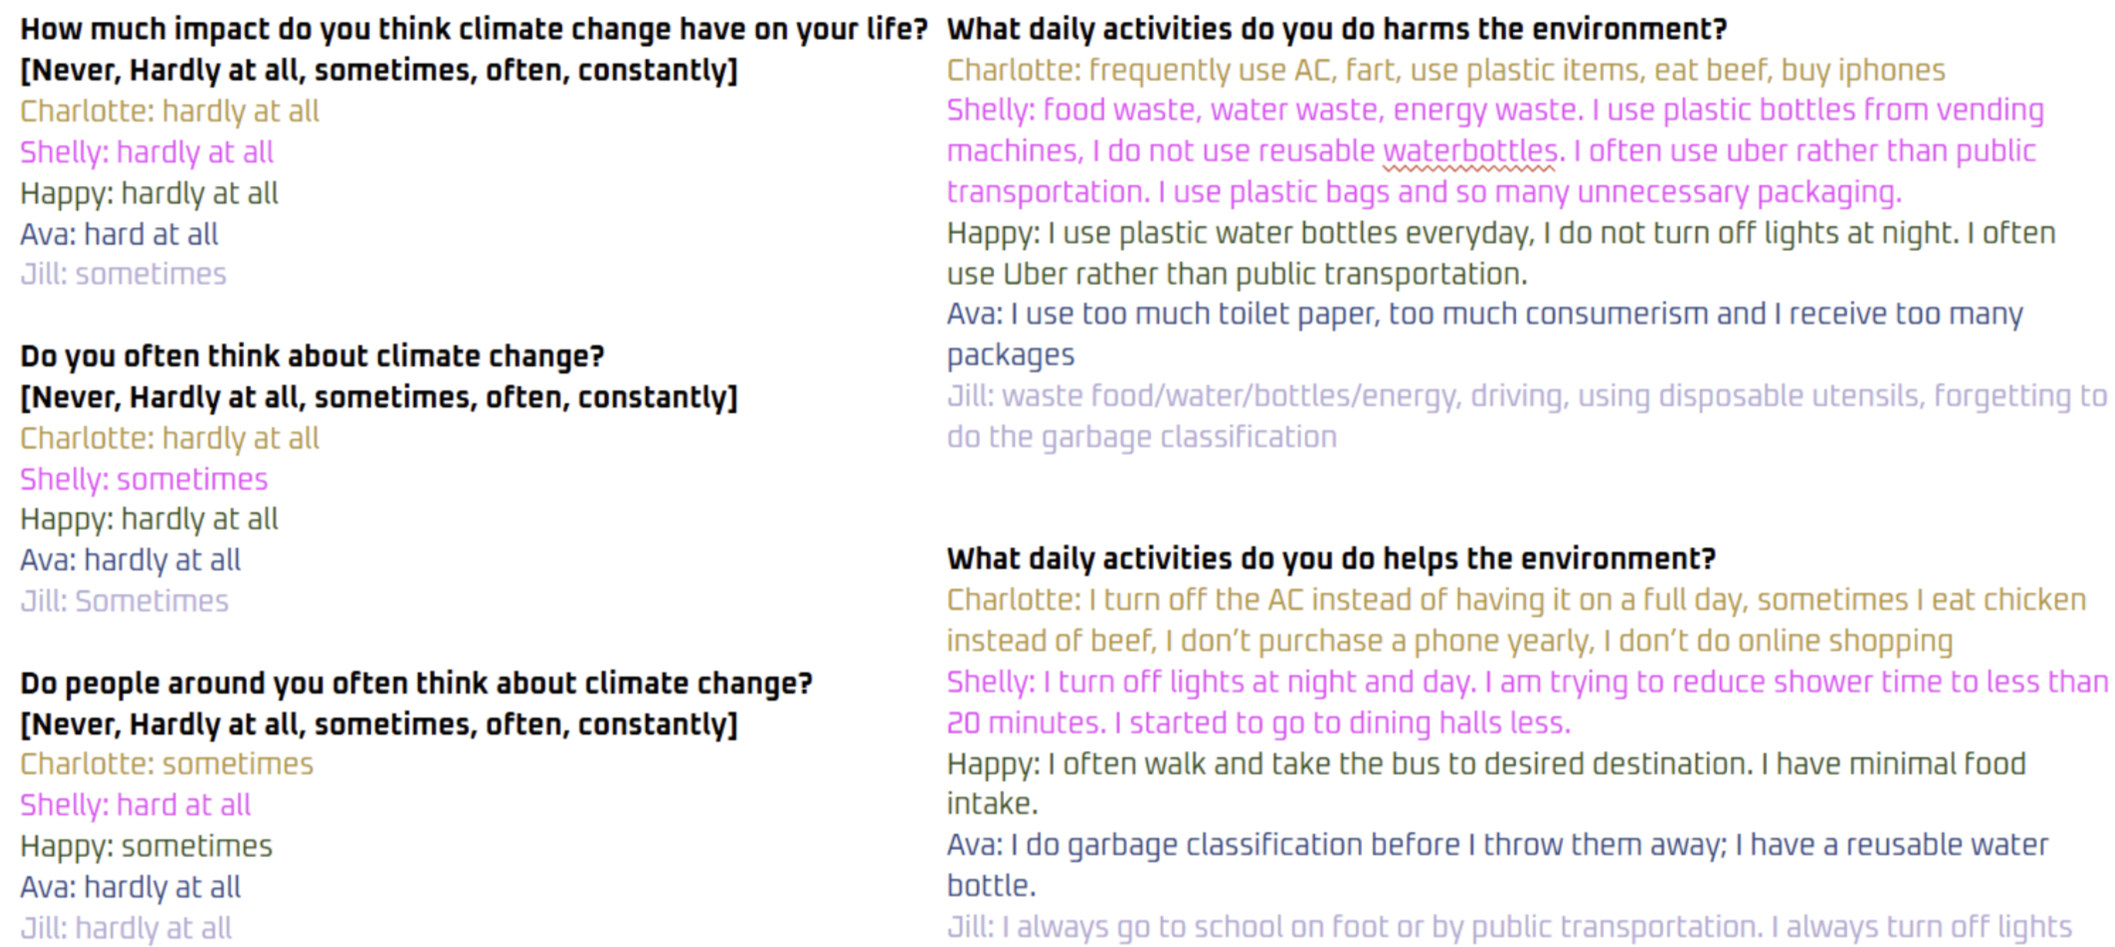 How much impact do you think climate change have on your life?
[Never, Hardly at all, sometimes, often, constantly]
Charlotte: hardly at all
Shelly: hardly at all
Happy: hardly at all
Ava: hard at all
Jill: sometimes
Do you often think about climate change?
[Never, Hardly at all, sometimes, often, constantly]
Charlotte: hardly at all
Shelly: sometimes
Happy: hardly at all
Ava: hardly at all
Jill: Sometimes
Do people around you often think about climate change?
[Never, Hardly at all, sometimes, often, constantly]
Charlotte: sometimes
Shelly: hard at all
Happy: sometimes
Ava: hardly at all
Jill: hardly at all
What daily activities do you do harms the environment?
Charlotte: frequently use AC, fart, use plastic items, eat beef, buy iphones
Shelly: food waste, water waste, energy waste. I use plastic bottles from vending
machines, I do not use reusable waterbottles. I often use uber rather than public
transportation. I use plastic bags and so many unnecessary packaging.
Happy: I use plastic water bottles everyday, I do not turn off lights at night. I often
use Uber rather than public transportation.
Ava: I use too much toilet paper, too much consumerism and I receive too many
packages
Jill: waste food/water/bottles/energy, driving, using disposable utensils, forgetting to
do the garbage classification
What daily activities do you do helps the environment?
Charlotte: I turn off the AC instead of having it on a full day, sometimes I eat chicken
instead of beef, I don't purchase a phone yearly, I don't do online shopping
Shelly: I turn off lights at night and day. I am trying to reduce shower time to less than
20 minutes. I started to go to dining halls less.
Happy: I often walk and take the bus to desired destination. I have minimal food
intake.
Ava: I do garbage classification before I throw them away; I have a reusable water
bottle.
Jill: I always go to school on foot or by public transportation. I always turn off lights